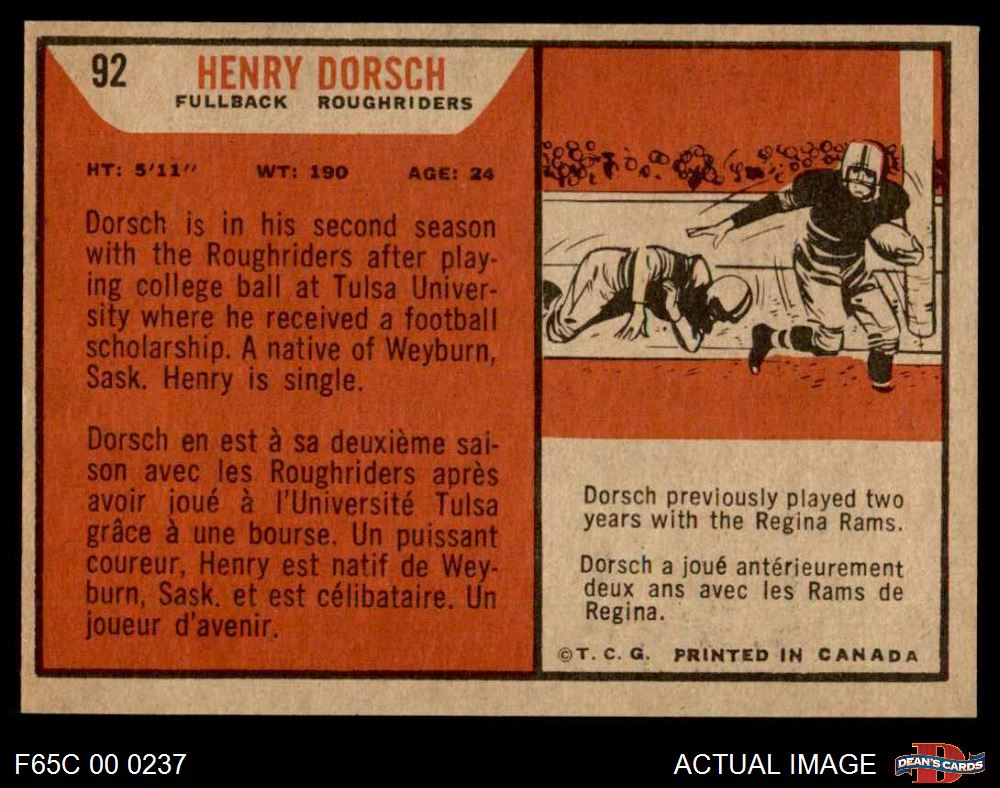 92
HENRY DORSCH
FULLBACK ROUGHRIDERS
HT: 5'11" WT: 190 AGE: 24
Dorsch is in his second season
with the Roughriders after play-
ing college ball at Tulsa Univer-
sity where he received a football
scholarship. A native of Weyburn,
Sask. Henry is single.
Dorsch en est à sa deuxième sai-
son avec les Roughriders après
avoir joué à l'Université Tulsa
grâce à une bourse. Un puissant
coureur, Henry est natif de Wey-
burn, Sask. et est célibataire. Un
joueur d'avenir.
Dorsch previously played two
years with the Regina Rams.
Dorsch a joué antérieurement
deux ans avec les Rams de
Regina.
©T. C. G. PRINTED IN CANADA
F65C 00 0237
ACTUAL IMAGE
D
DEAN'S CARDS